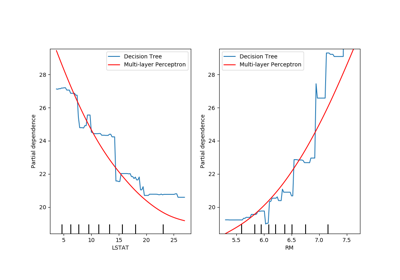 Decision Tree
Multi-layer Perceptron
Partial dependence
28
26
24
22
20
5
10
15
20
25
LSTAT
Decision Tree
Multi-layer Perceptron
Partial dependence
28
26
24
22
20
5.5
6.0
6.5
7.0
7.5
RM